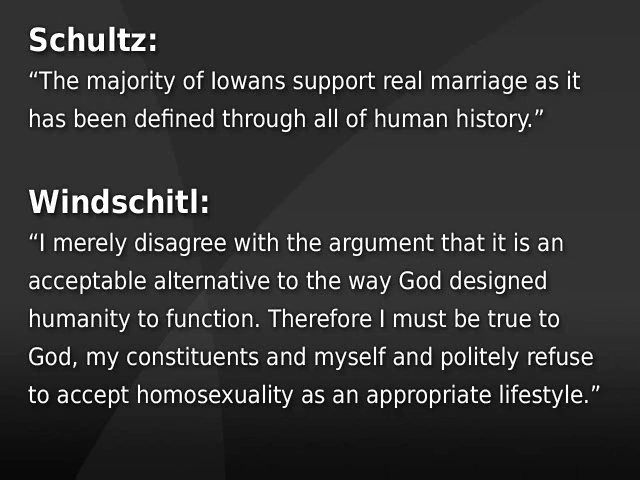 Schultz:
“The majority of Iowans support real marriage as it
has been defined through all of human history.”
Windschitl:
“I merely disagree with the argument that it is an
acceptable alternative to the way God designed
humanity to function. Therefore I must be true to
God, my constituents and myself and politely refuse
to accept homosexuality as an appropriate lifestyle.”